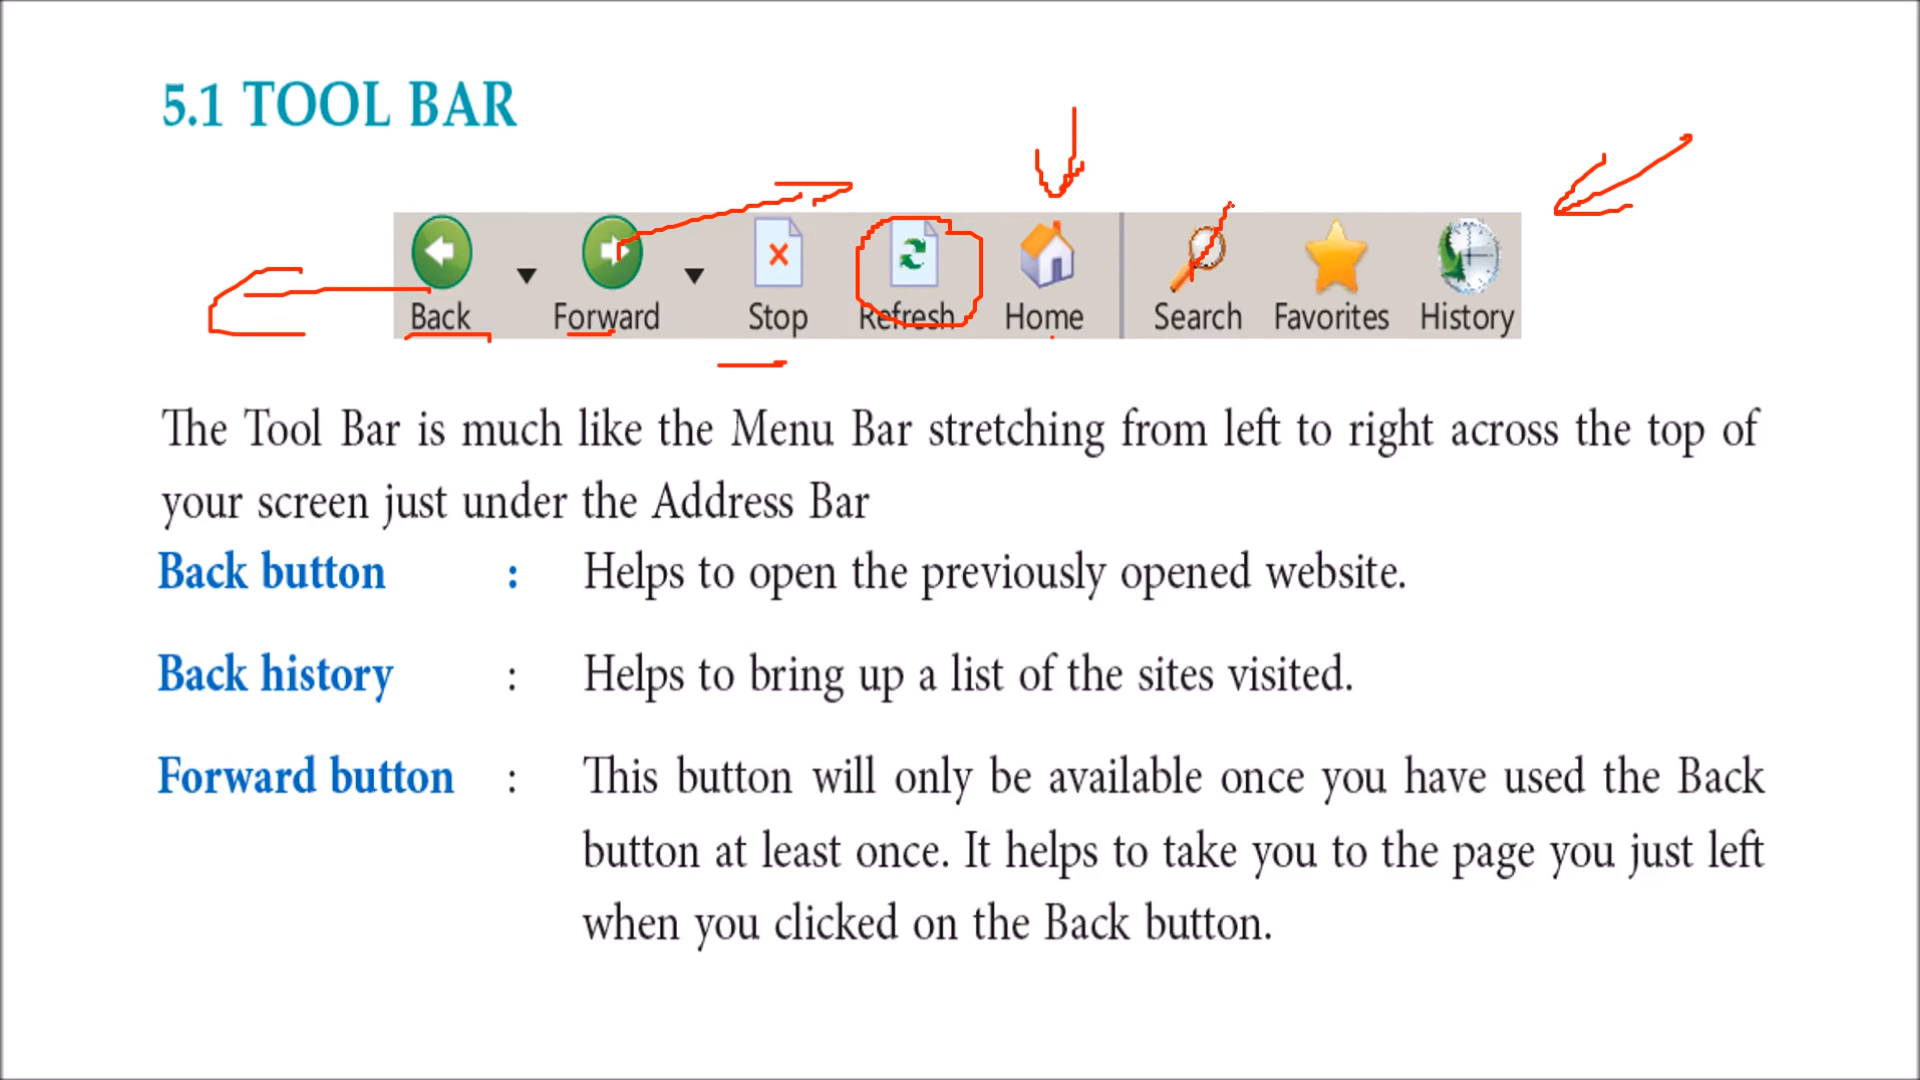 5.1 TOOL BAR
Back Forward Stop Refresh Home Search Favorites History
The Tool Bar is much like the Menu Bar stretching from left to right across the top of
your screen just under the Address Bar
Back button : Helps to open the previously opened website.
Back history : Helps to bring up a list of the sites visited.
Forward button : This button will only be available once you have used the Back
button at least once. It helps to take you to the page you just left
when you clicked on the Back button.